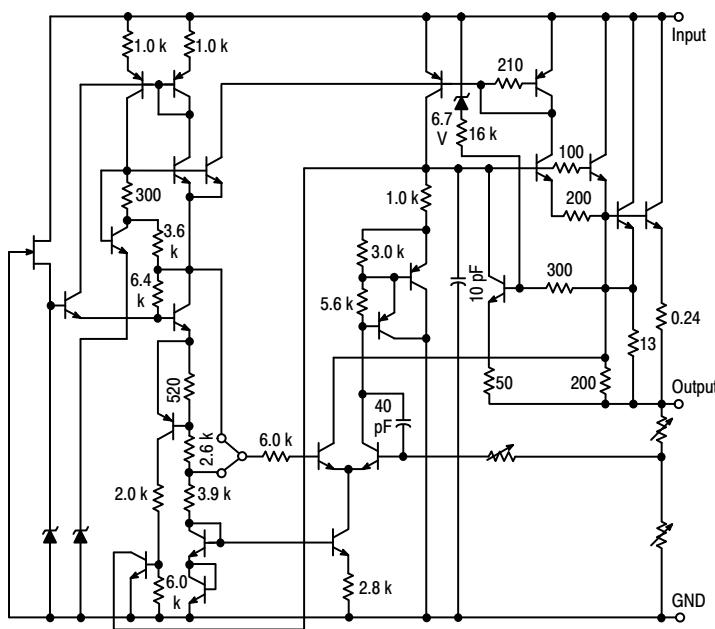 Input
1.0 k
1.0 k
210
6.7
V
16 k
100
300
1.0 k
200
3.6
k
3.0 k
10 pF
300
6.4
k
5.6 k
0.24
13
520
50
200
Output
40
pF
2.6 k
6.0 k
2.0 k
3.9 k
6.0
k
2.8 k
GND